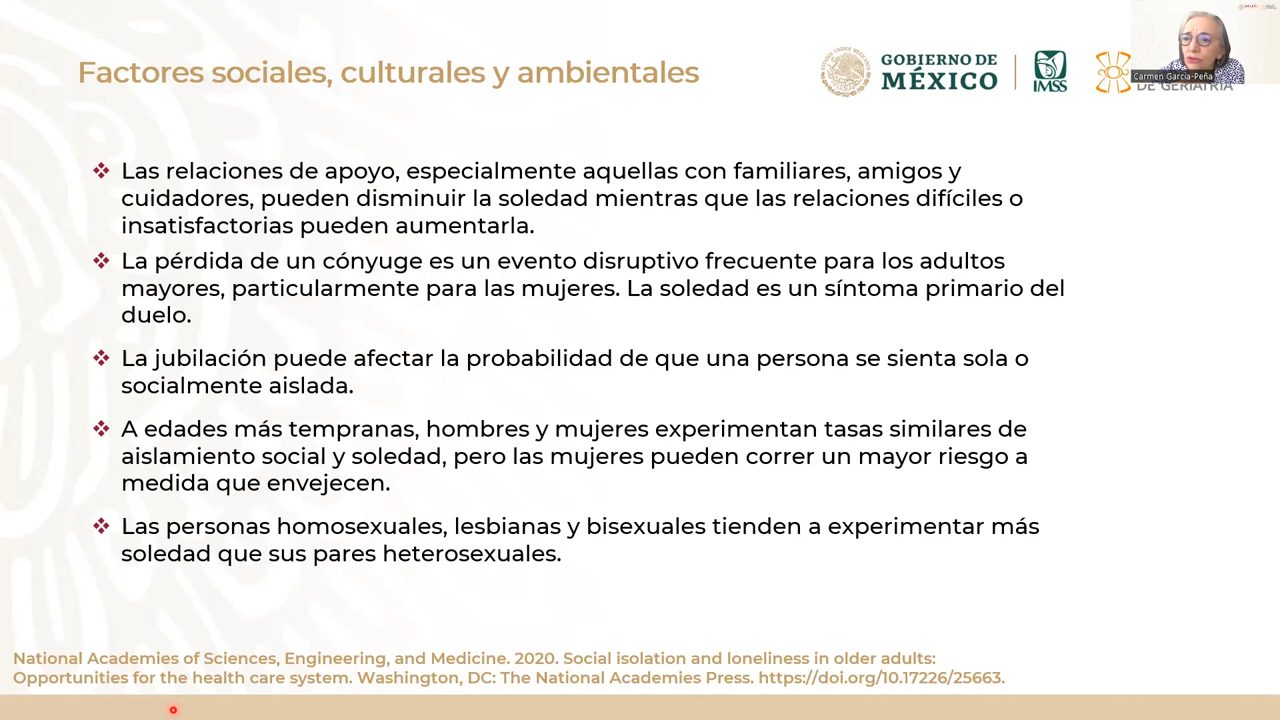 Factores sociales, culturales y ambientales
GOBIERNO DE
MÉXICO
IMSS
Carmen García-Peña
DE GERIATRÍA
Las relaciones de apoyo, especialmente aquellas con familiares, amigos y
cuidadores, pueden disminuir la soledad mientras que las relaciones difíciles o
insatisfactorias pueden aumentarla.
La pérdida de un cónyuge es un evento disruptivo frecuente para los adultos
mayores, particularmente para las mujeres. La soledad es un síntoma primario del
duelo.
La jubilación puede afectar la probabilidad de que una persona se sienta sola o
socialmente aislada.
A edades más tempranas, hombres y mujeres experimentan tasas similares de
aislamiento social y soledad, pero las mujeres pueden correr un mayor riesgo a
medida que envejecen.
Las personas homosexuales, lesbianas y bisexuales tienden a experimentar más
soledad que sus pares heterosexuales.
National Academies of Sciences, Engineering, and Medicine. 2020. Social isolation and loneliness in older adults:
Opportunities for the health care system. Washington, DC: The National Academies Press. https://doi.org/10.17226/25663.